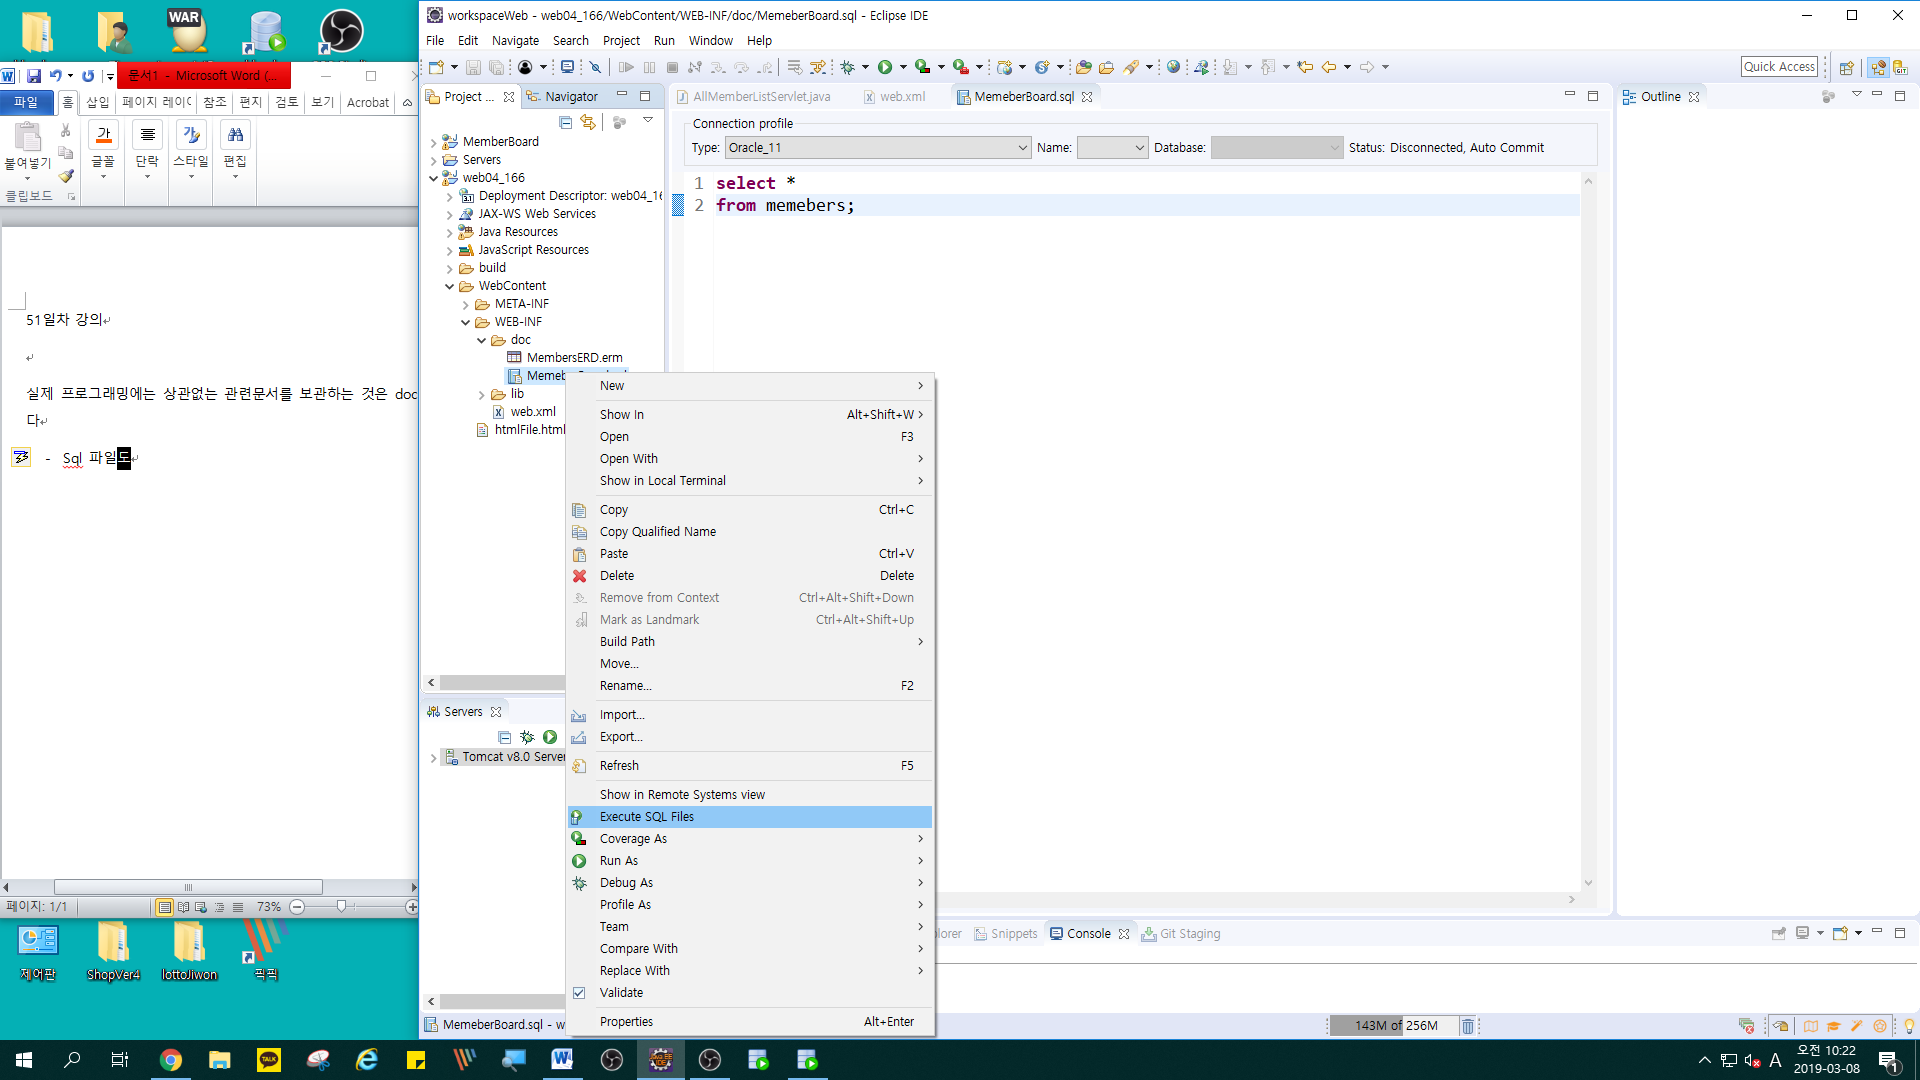 WAR
문서1 - Microsoft Word (...
파일 홈 삽입 페이지 레이 참조 편지 검토 보기 Acrobat
붙여넣기
가 글꼴
단락
스타일
편집
클립보드
51일차 강의
실제 프로그래밍에는 상관없는 관련문서를 보관하는 것은 doc
다
- Sql 파일도
페이지: 1/1
73%
제어판
ShopVer4
lottoJiwon
픽픽
workspaceWeb - web04_166/WebContent/WEB-INF/doc/MemeberBoard.sql - Eclipse IDE
File Edit Navigate Search Project Run Window Help
Quick Access
Project ...
Navigator
MemberBoard
Servers
web04_166
Deployment Descriptor: web04_16
JAX-WS Web Services
Java Resources
JavaScript Resources
build
WebContent
META-INF
WEB-INF
doc
MembersERD.erm
Memeb
lib
web.xml
htmlFile.html
Servers
Tomcat v8.0 Server
AllMemberListServlet.java
web.xml
MemeberBoard.sql
Connection profile
Type: Oracle_11 Name: Database: Status: Disconnected, Auto Commit
1 select *
2 from memebers;
Outline
New
Show In Alt+Shift+W
Open F3
Open With
Show in Local Terminal
Copy Ctrl+C
Copy Qualified Name
Paste Ctrl+V
Delete Delete
Remove from Context Ctrl+Alt+Shift+Down
Mark as Landmark Ctrl+Alt+Shift+Up
Build Path
Move...
Rename... F2
Import...
Export...
Refresh F5
Show in Remote Systems view
Execute SQL Files
Coverage As
Run As
Debug As
Profile As
Team
Compare With
Replace With
Validate
Properties Alt+Enter
plorer
Snippets
Console
Git Staging
MemeberBoard.sql - w
143M of 256M
TALK
A
오전 10:22
2019-03-08
1